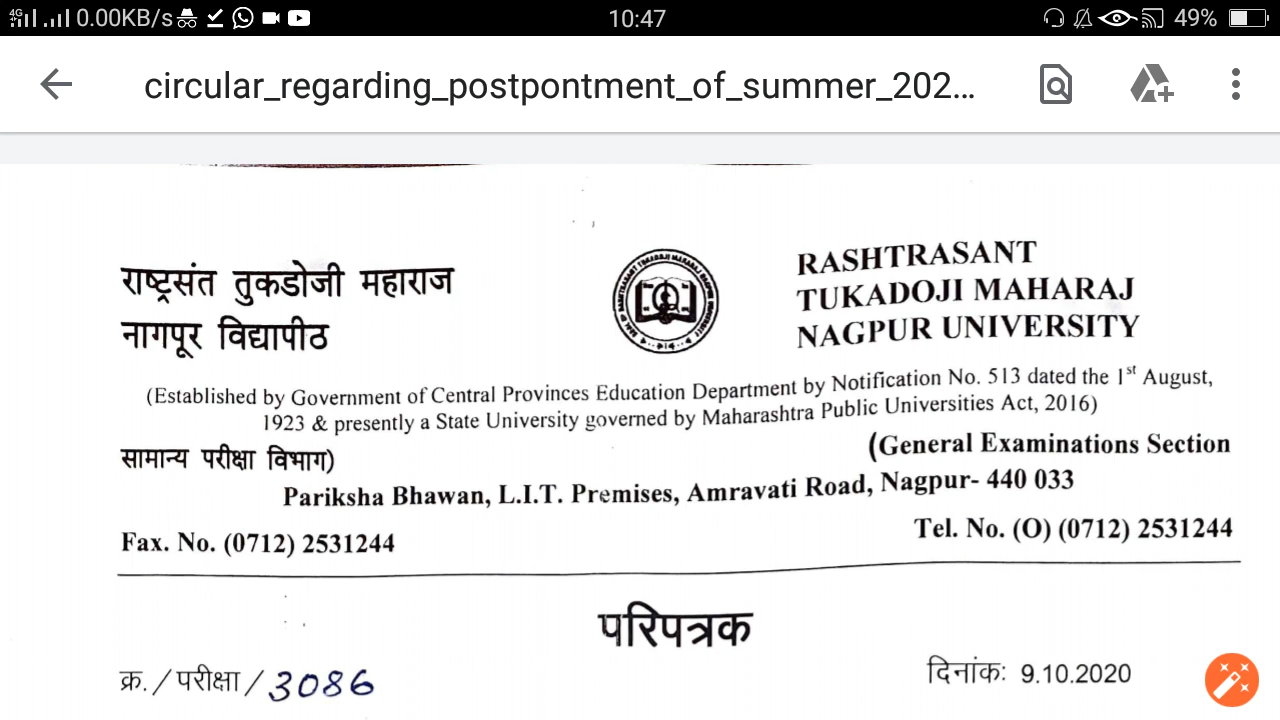 4G 0.00KB/s 10:47 49%
circular_regarding_postpontment_of_summer_202...
राष्ट्रसंत तुकडोजी महाराज
नागपूर विद्यापीठ
RASHTRASANT
TUKADOJI MAHARAJ
NAGPUR UNIVERSITY
(Established by Government of Central Provinces Education Department by Notification No. 513 dated the 1st August,
1923 & presently a State University governed by Maharashtra Public Universities Act, 2016)
सामान्य परीक्षा विभाग) (General Examinations Section
Pariksha Bhawan, L.I.T. Premises, Amravati Road, Nagpur- 440 033
Fax. No. (0712) 2531244 Tel. No. (O) (0712) 2531244
परिपत्रक
क्र./परीक्षा/3086 दिनांकः 9.10.2020